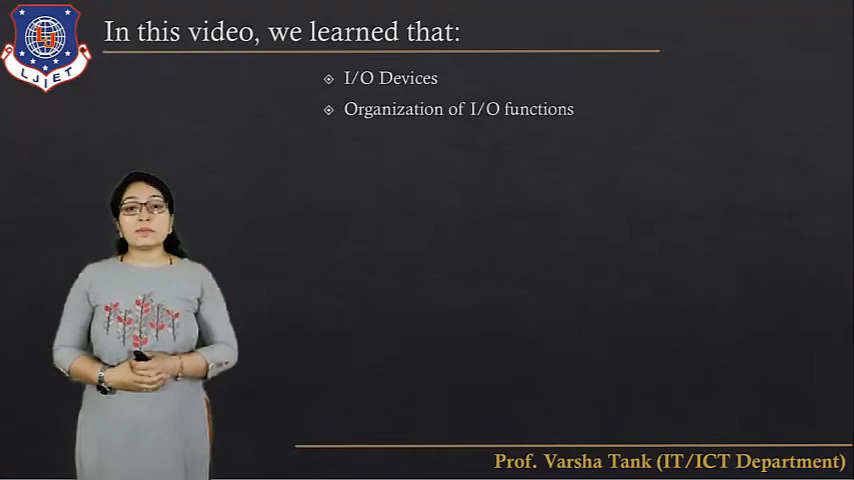 In this video, we learned that:
LJ
LJIET
I/O Devices
Organization of I/O functions
Prof. Varsha Tank (IT/ICT Department)